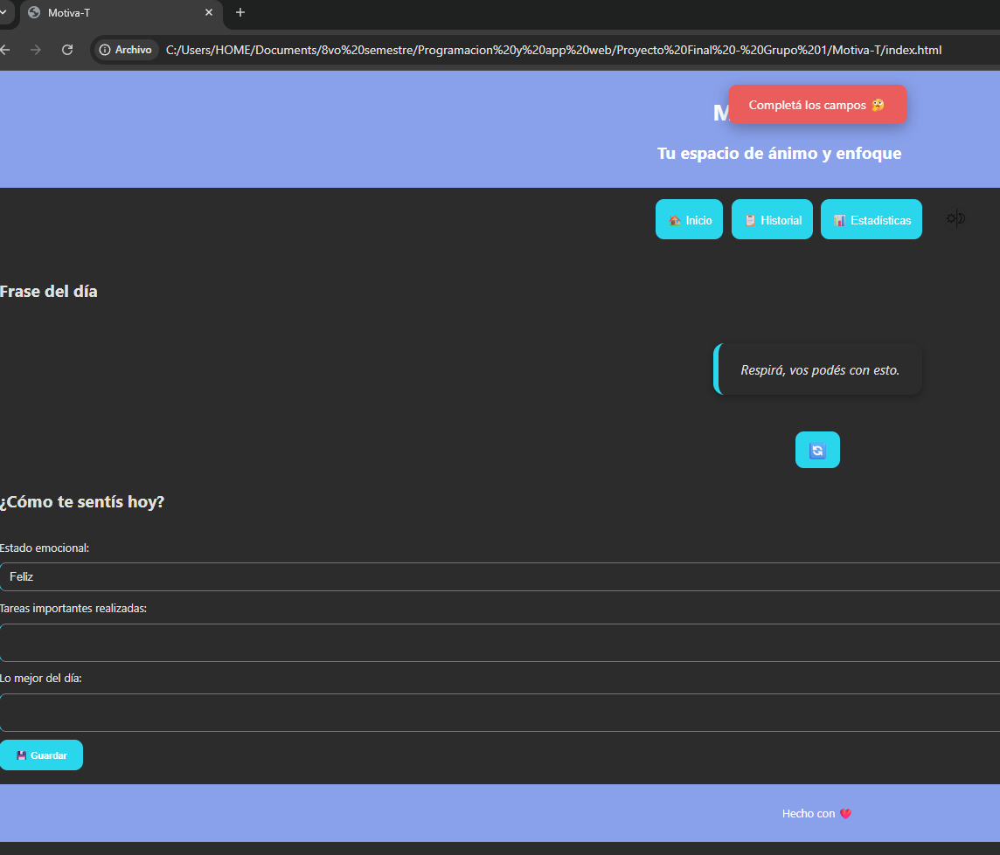 Motiva-T
Archivo C:/Users/HOME/Documents/8vo%20semestre/Programacion%20y%20app%20web/Proyecto%20Final%20-%20Grupo%201/Motiva-T/index.html
Completá los campos 🤔
Tu espacio de ánimo y enfoque
🏠 Inicio 📋 Historial 📊 Estadísticas
Frase del día
Respirá, vos podés con esto.
¿Cómo te sentís hoy?
Estado emocional:
Feliz
Tareas importantes realizadas:
Lo mejor del día:
💾 Guardar
Hecho con ❤️